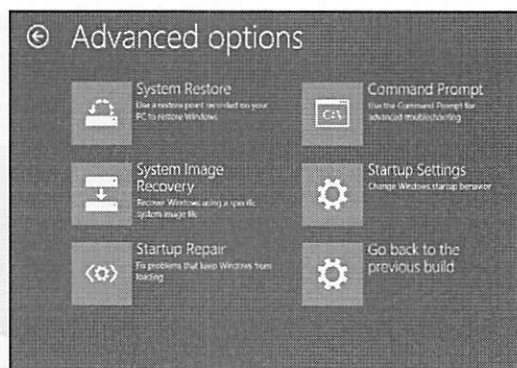 Advanced options
System Restore
Use a restore point recorded on your
PC to restore Windows
System Image
Recovery
Recover Windows using a specific
system image file
Startup Repair
Fix problems that keep Windows from
loading
Command Prompt
Use the Command Prompt for
advanced troubleshooting
C:\
Startup Settings
Change Windows startup behavior
Go back to the
previous build